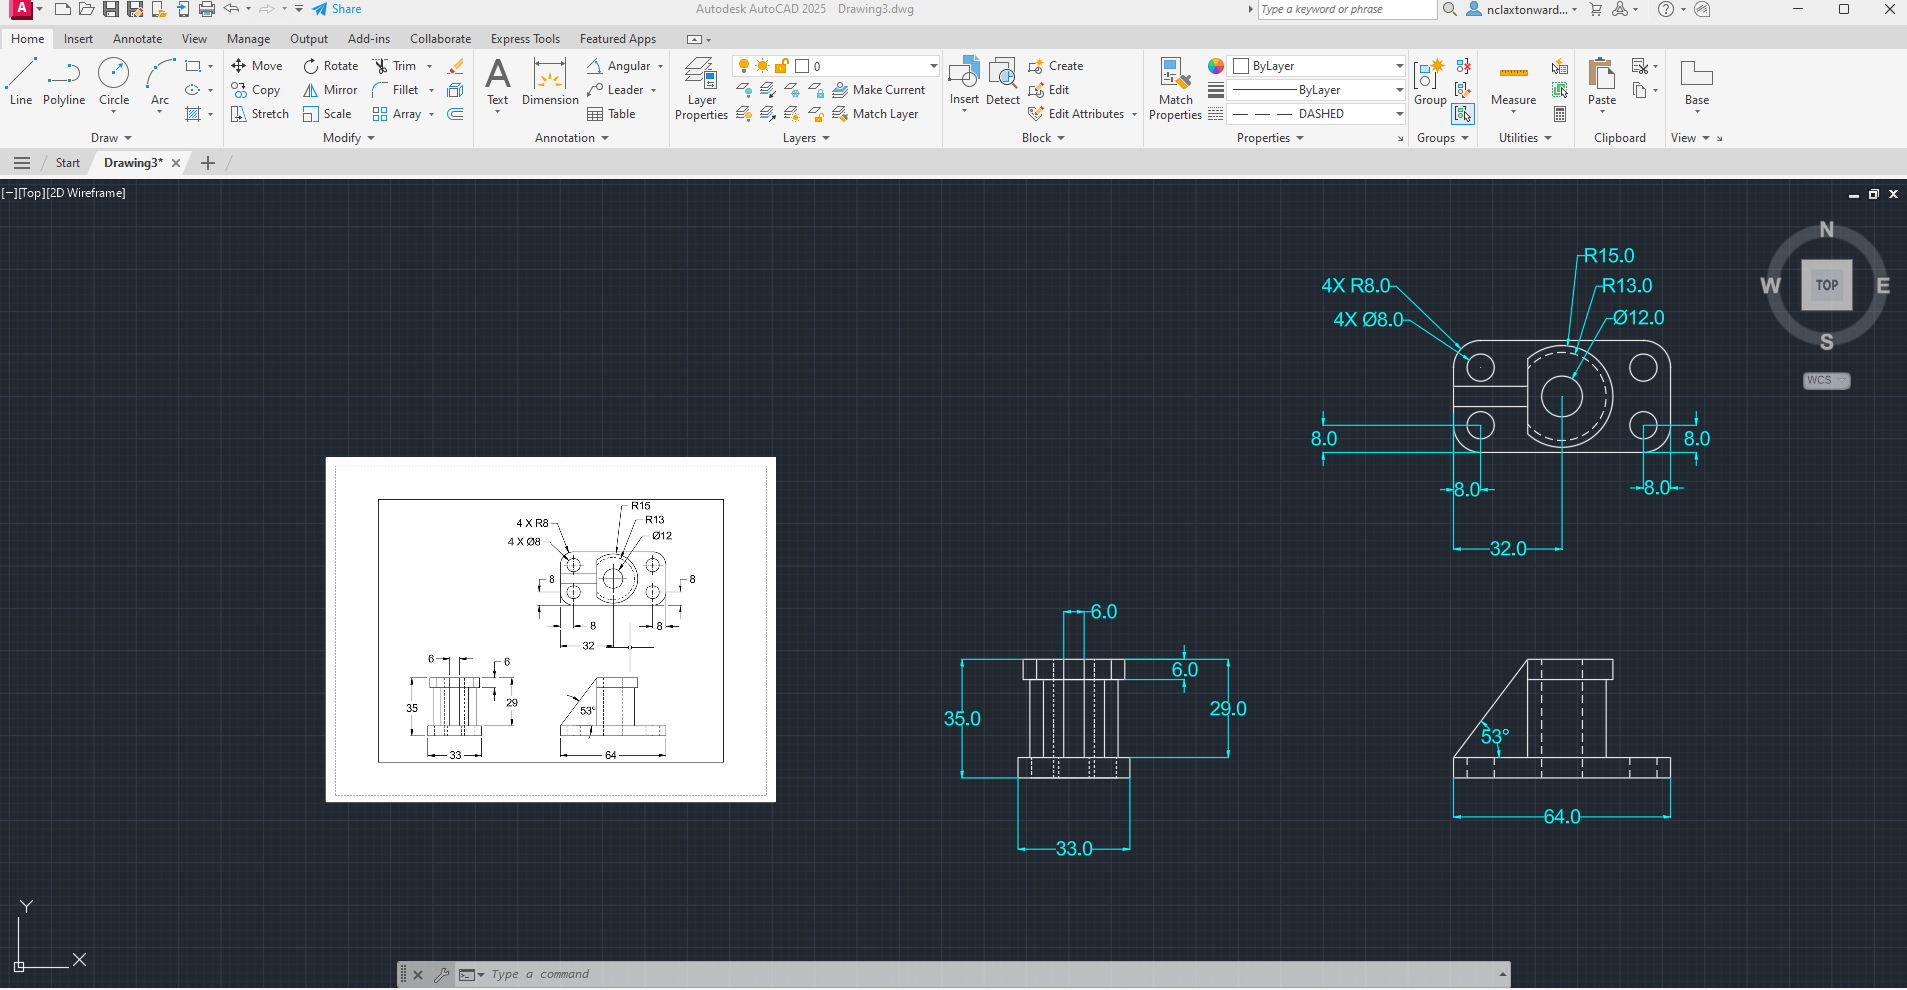 A Share Autodesk AutoCAD 2025 Drawing3.dwg Type a keyword or phrase nclaxtonward...
Home Insert Annotate View Manage Output Add-ins Collaborate Express Tools Featured Apps
Line Polyline Circle Arc
Move Rotate Trim
Copy Mirror Fillet
Stretch Scale Array
Text Dimension
Angular
Leader
Table
Layer Properties
0
Make Current
Match Layer
Insert Detect
Create
Edit
Edit Attributes
Match Properties
ByLayer
ByLayer
DASHED
Group Measure Paste Base
Draw Modify Annotation Layers Block Properties Groups Utilities Clipboard View
Start Drawing3* +
[−][Top][2D Wireframe]
N
W TOP E
S
WCS
R15.0
4X R8.0 R13.0
4X Ø8.0 Ø12.0
8.0 8.0
8.0 8.0
32.0
R15
4 X R8 R13
4 X Ø8 Ø12
8 8
8 8
32
6 6
35 29
53°
33 64
6.0
6.0
35.0 29.0
33.0
53°
64.0
Y
X
Type a command